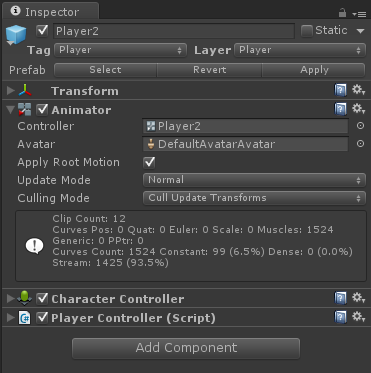 Inspector
Player2 Static
Tag Player Layer Player
Prefab Select Revert Apply
Transform
Animator
Controller Player2
Avatar DefaultAvatarAvatar
Apply Root Motion
Update Mode Normal
Culling Mode Cull Update Transforms
Clip Count: 12
Curves Pos: 0 Quat: 0 Euler: 0 Scale: 0 Muscles: 1524
Generic: 0 PPtr: 0
Curves Count: 1524 Constant: 99 (6.5%) Dense: 0 (0.0%)
Stream: 1425 (93.5%)
Character Controller
Player Controller (Script)
Add Component